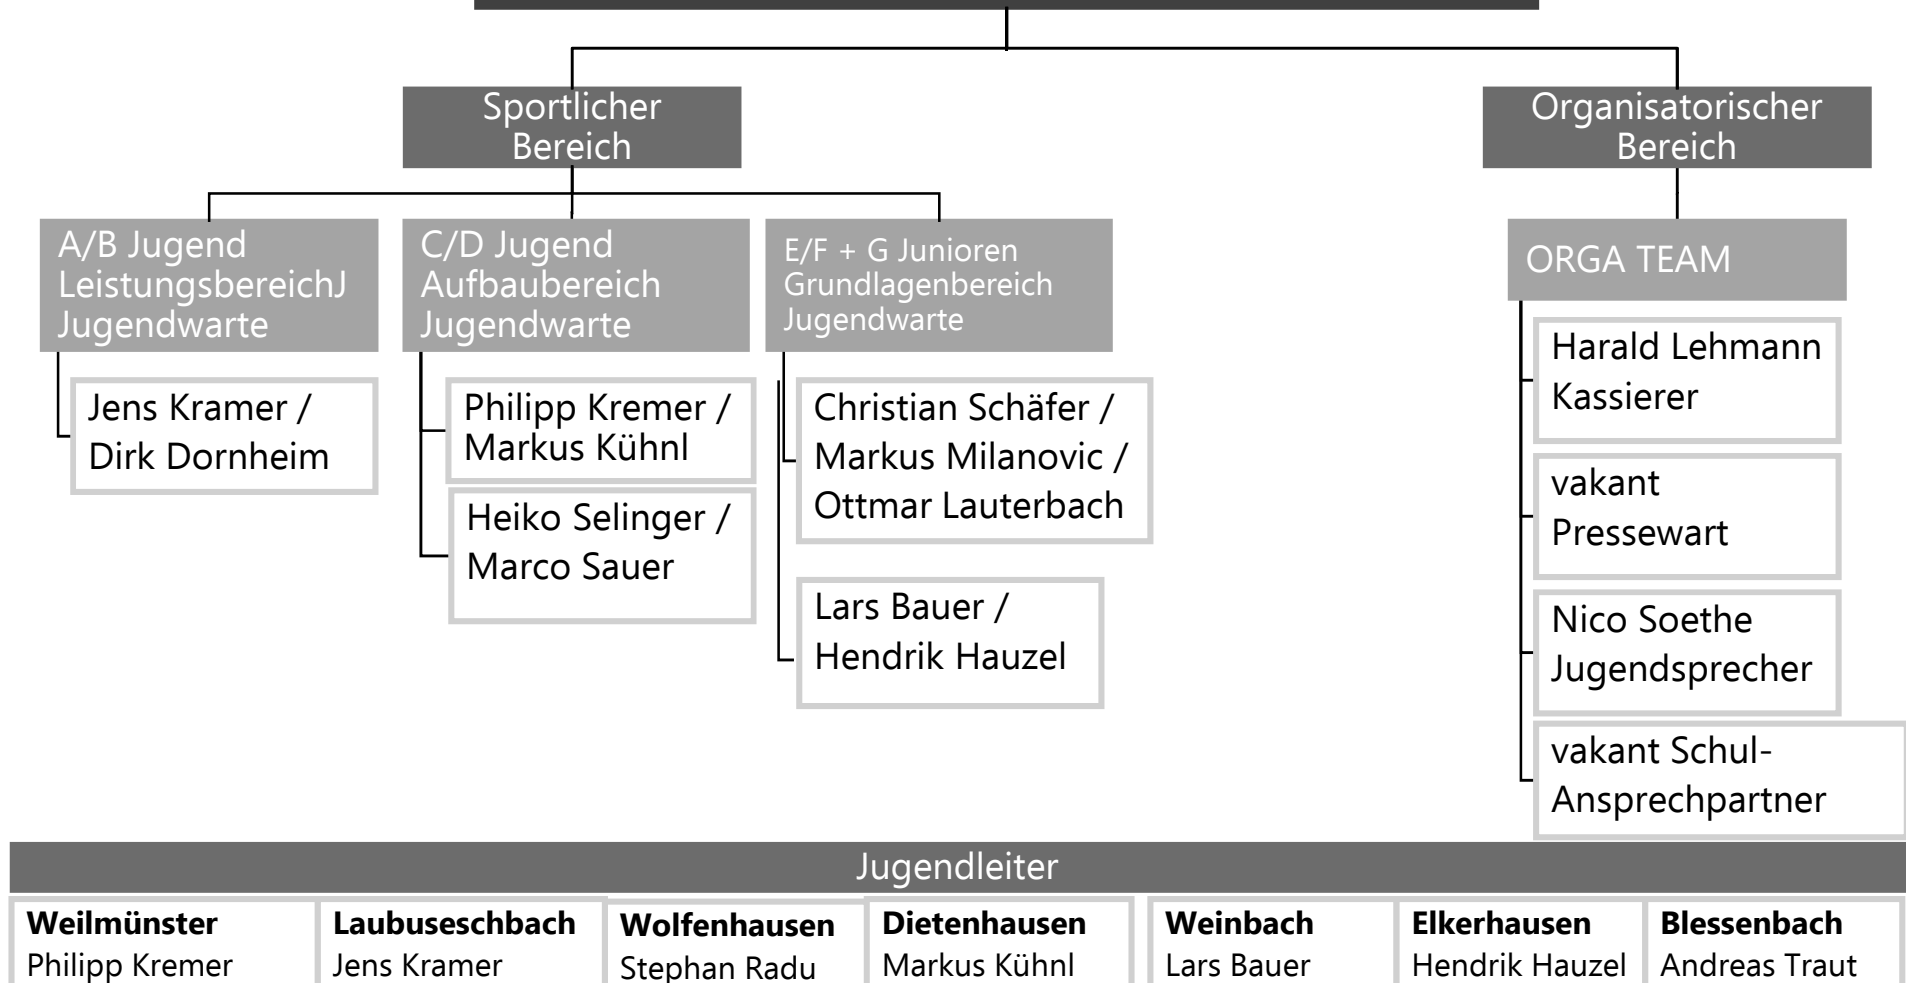 Sportlicher
Bereich
Organisatorischer
Bereich
A/B Jugend
LeistungsbereichJ
Jugendwarte
C/D Jugend
Aufbaubereich
Jugendwarte
E/F + G Junioren
Grundlagenbereich
Jugendwarte
ORGA TEAM
Jens Kramer /
Dirk Dornheim
Philipp Kremer /
Markus Kühnl
Heiko Selinger /
Marco Sauer
Christian Schäfer /
Markus Milanovic /
Ottmar Lauterbach
Lars Bauer /
Hendrik Hauzel
Harald Lehmann
Kassierer
vakant
Pressewart
Nico Soethe
Jugendsprecher
vakant Schul-
Ansprechpartner
Jugendleiter
Weilmünster
Philipp Kremer
Laubuseschbach
Jens Kramer
Wolfenhausen
Stephan Radu
Dietenhausen
Markus Kühnl
Weinbach
Lars Bauer
Elkerhausen
Hendrik Hauzel
Blessenbach
Andreas Traut